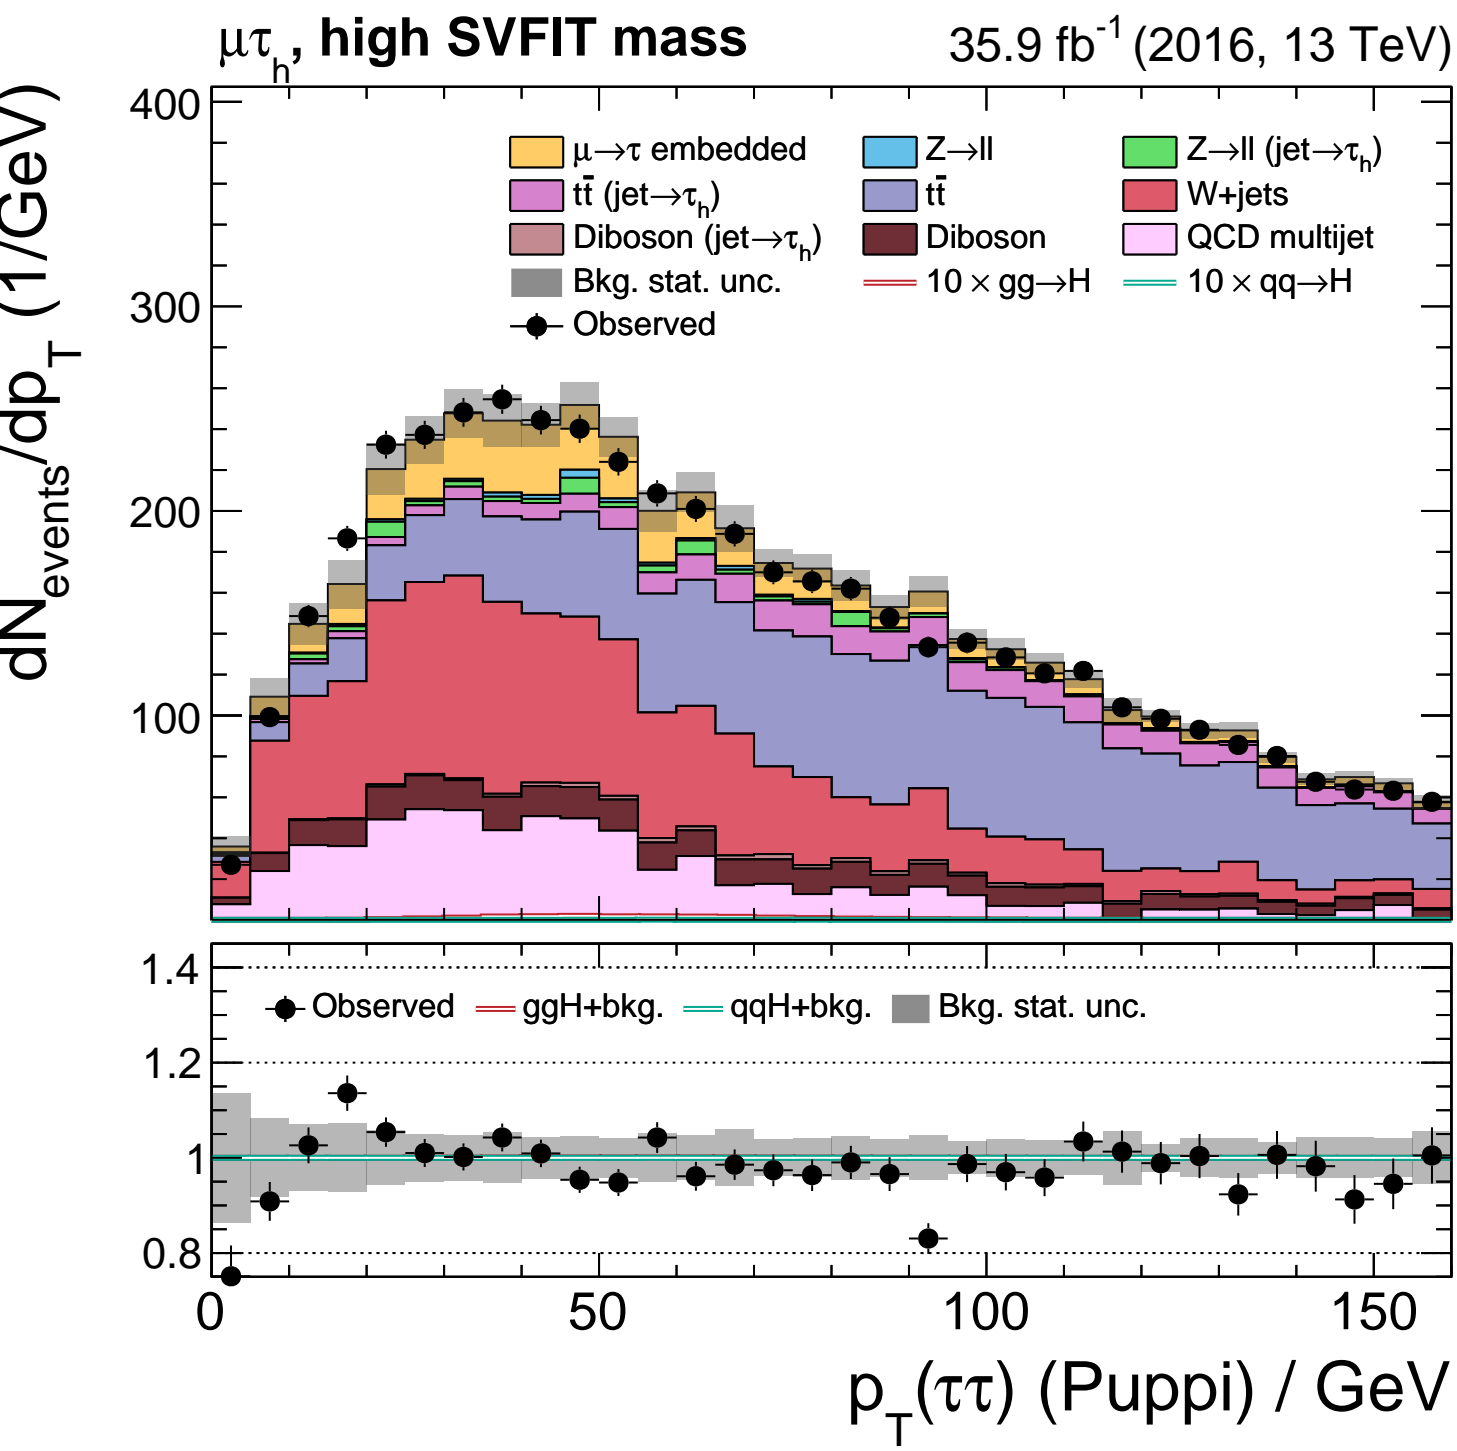 μτh, high SVFIT mass 35.9 fb-1 (2016, 13 TeV)
dNevents/dpT (1/GeV)
400
300
200
100
μ→τ embedded Z→ll Z→ll (jet→τh)
tt̄ (jet→τh) tt̄ W+jets
Diboson (jet→τh) Diboson QCD multijet
Bkg. stat. unc. 10 × gg→H 10 × qq→H
Observed
1.4
1.2
1
0.8
Observed ggH+bkg. qqH+bkg. Bkg. stat. unc.
0 50 100 150
pT(ττ) (Puppi) / GeV